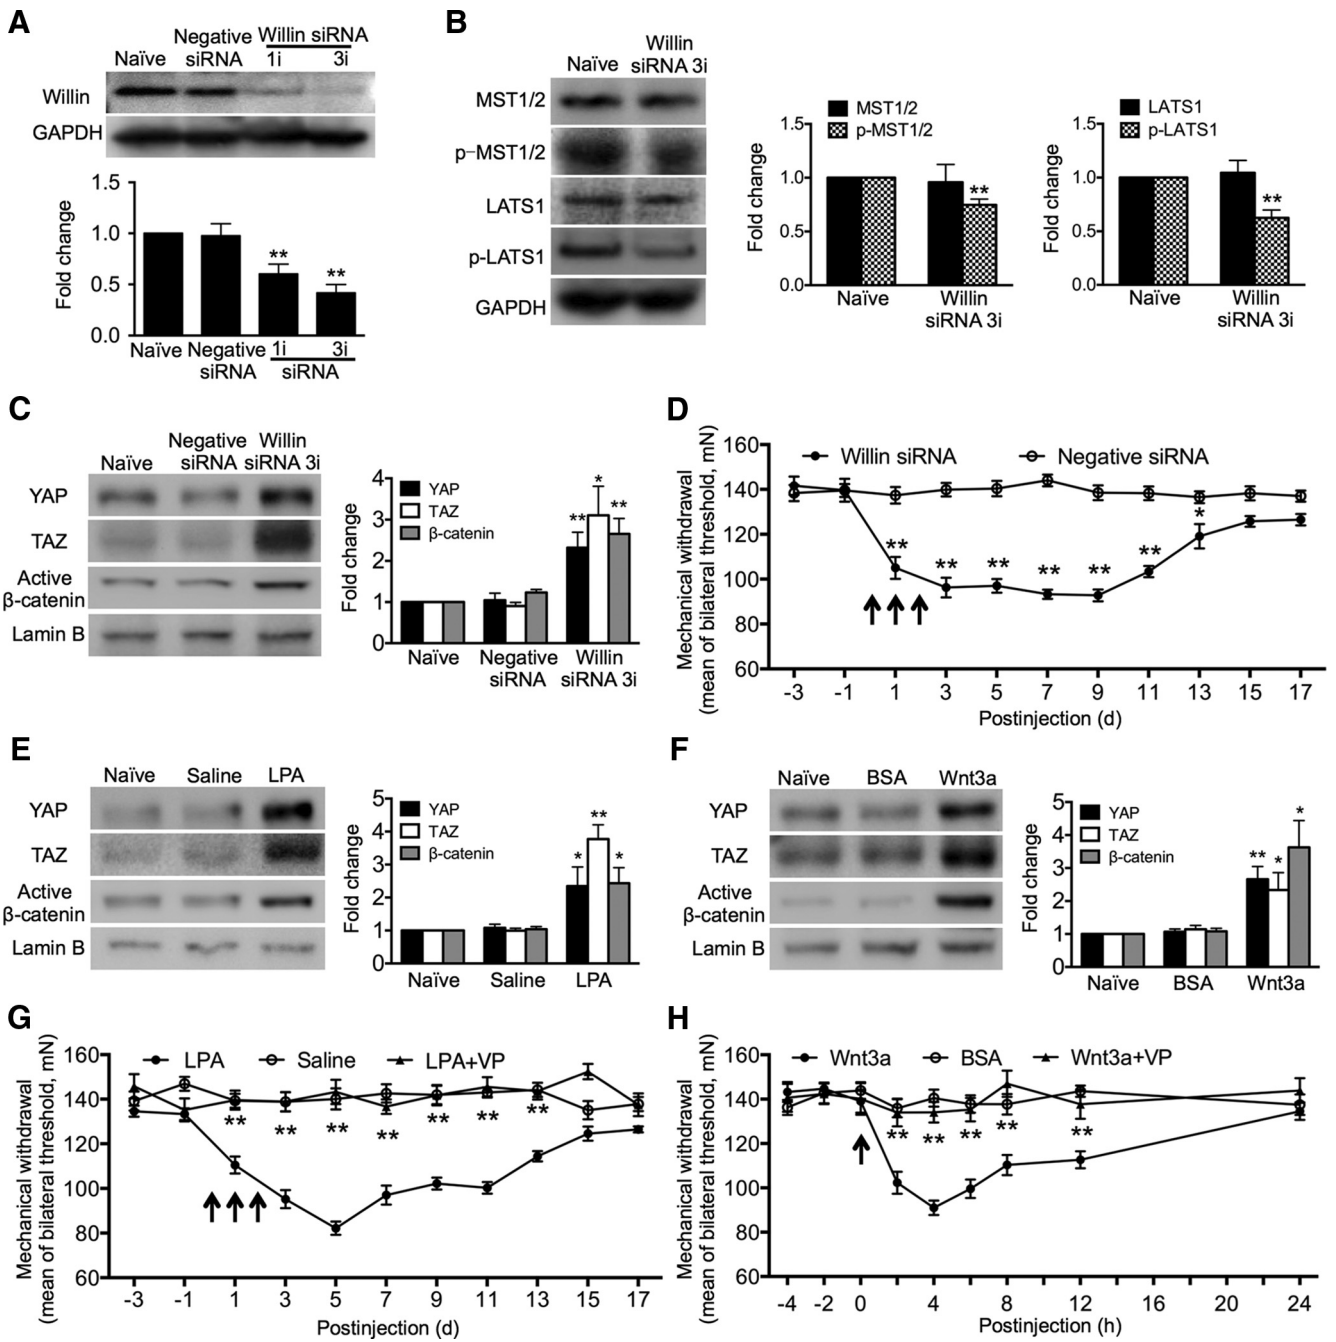 A
Naïve
Negative siRNA
Willin siRNA
1i 3i
Willin
GAPDH
Fold change
1.5
1.0
0.5
0.0
** **
Naïve Negative siRNA 1i 3i
siRNA
B
Naïve Willin siRNA 3i
MST1/2
p-MST1/2
LATS1
p-LATS1
GAPDH
MST1/2
p-MST1/2
Fold change
1.5
1.0
0.5
0.0
**
Naïve Willin siRNA 3i
LATS1
p-LATS1
Fold change
1.5
1.0
0.5
0.0
**
Naïve Willin siRNA 3i
C
Naïve Negative siRNA Willin siRNA 3i
YAP
TAZ
Active β-catenin
Lamin B
Fold change
4
3
2
1
0
YAP
TAZ
β-catenin
** * **
Naïve Negative siRNA Willin siRNA 3i
D
Mechanical withdrawal
(mean of bilateral threshold, mN)
160
140
120
100
80
60
Willin siRNA Negative siRNA
** ** ** ** ** ** *
-3 -1 1 3 5 7 9 11 13 15 17
Postinjection (d)
E
Naïve Saline LPA
YAP
TAZ
Active β-catenin
Lamin B
Fold change
5
4
3
2
1
0
YAP
TAZ
β-catenin
* ** *
Naïve Saline LPA
F
Naïve BSA Wnt3a
YAP
TAZ
Active β-catenin
Lamin B
Fold change
5
4
3
2
1
0
YAP
TAZ
β-catenin
** * *
Naïve BSA Wnt3a
G
Mechanical withdrawal
(mean of bilateral threshold, mN)
160
140
120
100
80
60
LPA Saline LPA+VP
** ** ** ** ** ** **
-3 -1 1 3 5 7 9 11 13 15 17
Postinjection (d)
H
Mechanical withdrawal
(mean of bilateral threshold, mN)
160
140
120
100
80
60
Wnt3a BSA Wnt3a+VP
** ** ** ** **
-4 -2 0 4 8 12 16 20 24
Postinjection (h)